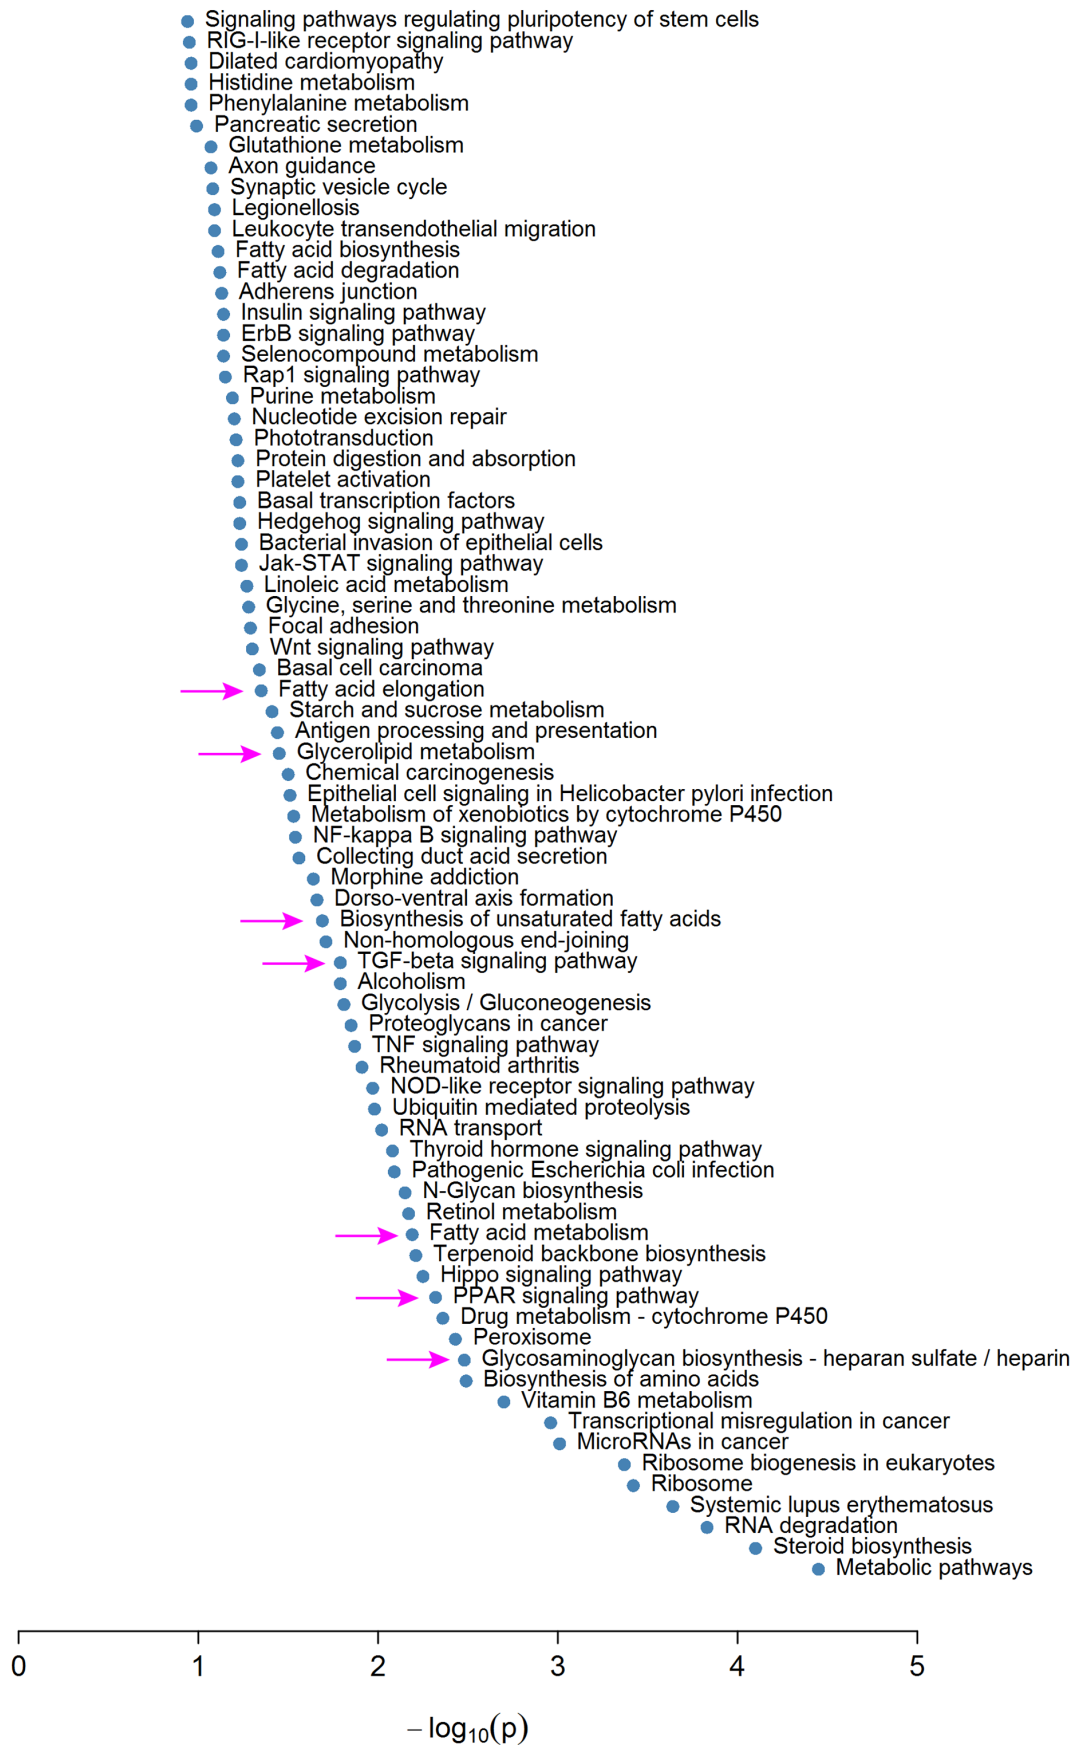 Signaling pathways regulating pluripotency of stem cells
RIG-I-like receptor signaling pathway
Dilated cardiomyopathy
Histidine metabolism
Phenylalanine metabolism
Pancreatic secretion
Glutathione metabolism
Axon guidance
Synaptic vesicle cycle
Legionellosis
Leukocyte transendothelial migration
Fatty acid biosynthesis
Fatty acid degradation
Adherens junction
Insulin signaling pathway
ErbB signaling pathway
Selenocompound metabolism
Rap1 signaling pathway
Purine metabolism
Nucleotide excision repair
Phototransduction
Protein digestion and absorption
Platelet activation
Basal transcription factors
Hedgehog signaling pathway
Bacterial invasion of epithelial cells
Jak-STAT signaling pathway
Linoleic acid metabolism
Glycine, serine and threonine metabolism
Focal adhesion
Wnt signaling pathway
Basal cell carcinoma
Fatty acid elongation
Starch and sucrose metabolism
Antigen processing and presentation
Glycerolipid metabolism
Chemical carcinogenesis
Epithelial cell signaling in Helicobacter pylori infection
Metabolism of xenobiotics by cytochrome P450
NF-kappa B signaling pathway
Collecting duct acid secretion
Morphine addiction
Dorso-ventral axis formation
Biosynthesis of unsaturated fatty acids
Non-homologous end-joining
TGF-beta signaling pathway
Alcoholism
Glycolysis / Gluconeogenesis
Proteoglycans in cancer
TNF signaling pathway
Rheumatoid arthritis
NOD-like receptor signaling pathway
Ubiquitin mediated proteolysis
RNA transport
Thyroid hormone signaling pathway
Pathogenic Escherichia coli infection
N-Glycan biosynthesis
Retinol metabolism
Fatty acid metabolism
Terpenoid backbone biosynthesis
Hippo signaling pathway
PPAR signaling pathway
Drug metabolism - cytochrome P450
Peroxisome
Glycosaminoglycan biosynthesis - heparan sulfate / heparin
Biosynthesis of amino acids
Vitamin B6 metabolism
Transcriptional misregulation in cancer
MicroRNAs in cancer
Ribosome biogenesis in eukaryotes
Ribosome
Systemic lupus erythematosus
RNA degradation
Steroid biosynthesis
Metabolic pathways
0 1 2 3 4 5
− log₁₀(p)